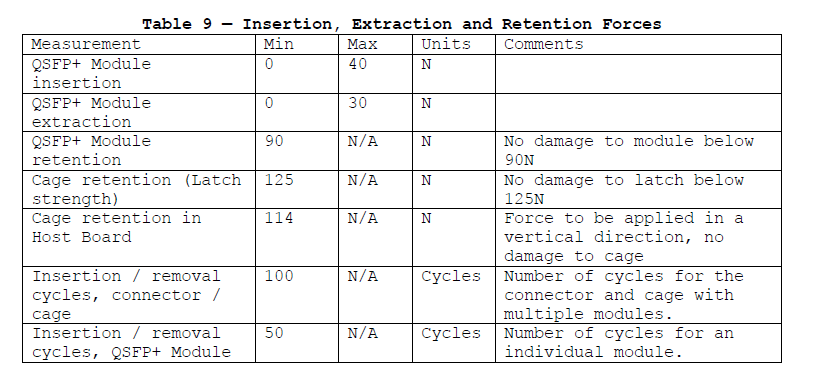 Table 9 — Insertion, Extraction and Retention Forces
Measurement Min Max Units Comments
QSFP+ Module insertion 0 40 N
QSFP+ Module extraction 0 30 N
QSFP+ Module retention 90 N/A N No damage to module below 90N
Cage retention (Latch strength) 125 N/A N No damage to latch below 125N
Cage retention in Host Board 114 N/A N Force to be applied in a vertical direction, no damage to cage
Insertion / removal cycles, connector / cage 100 N/A Cycles Number of cycles for the connector and cage with multiple modules.
Insertion / removal cycles, QSFP+ Module 50 N/A Cycles Number of cycles for an individual module.